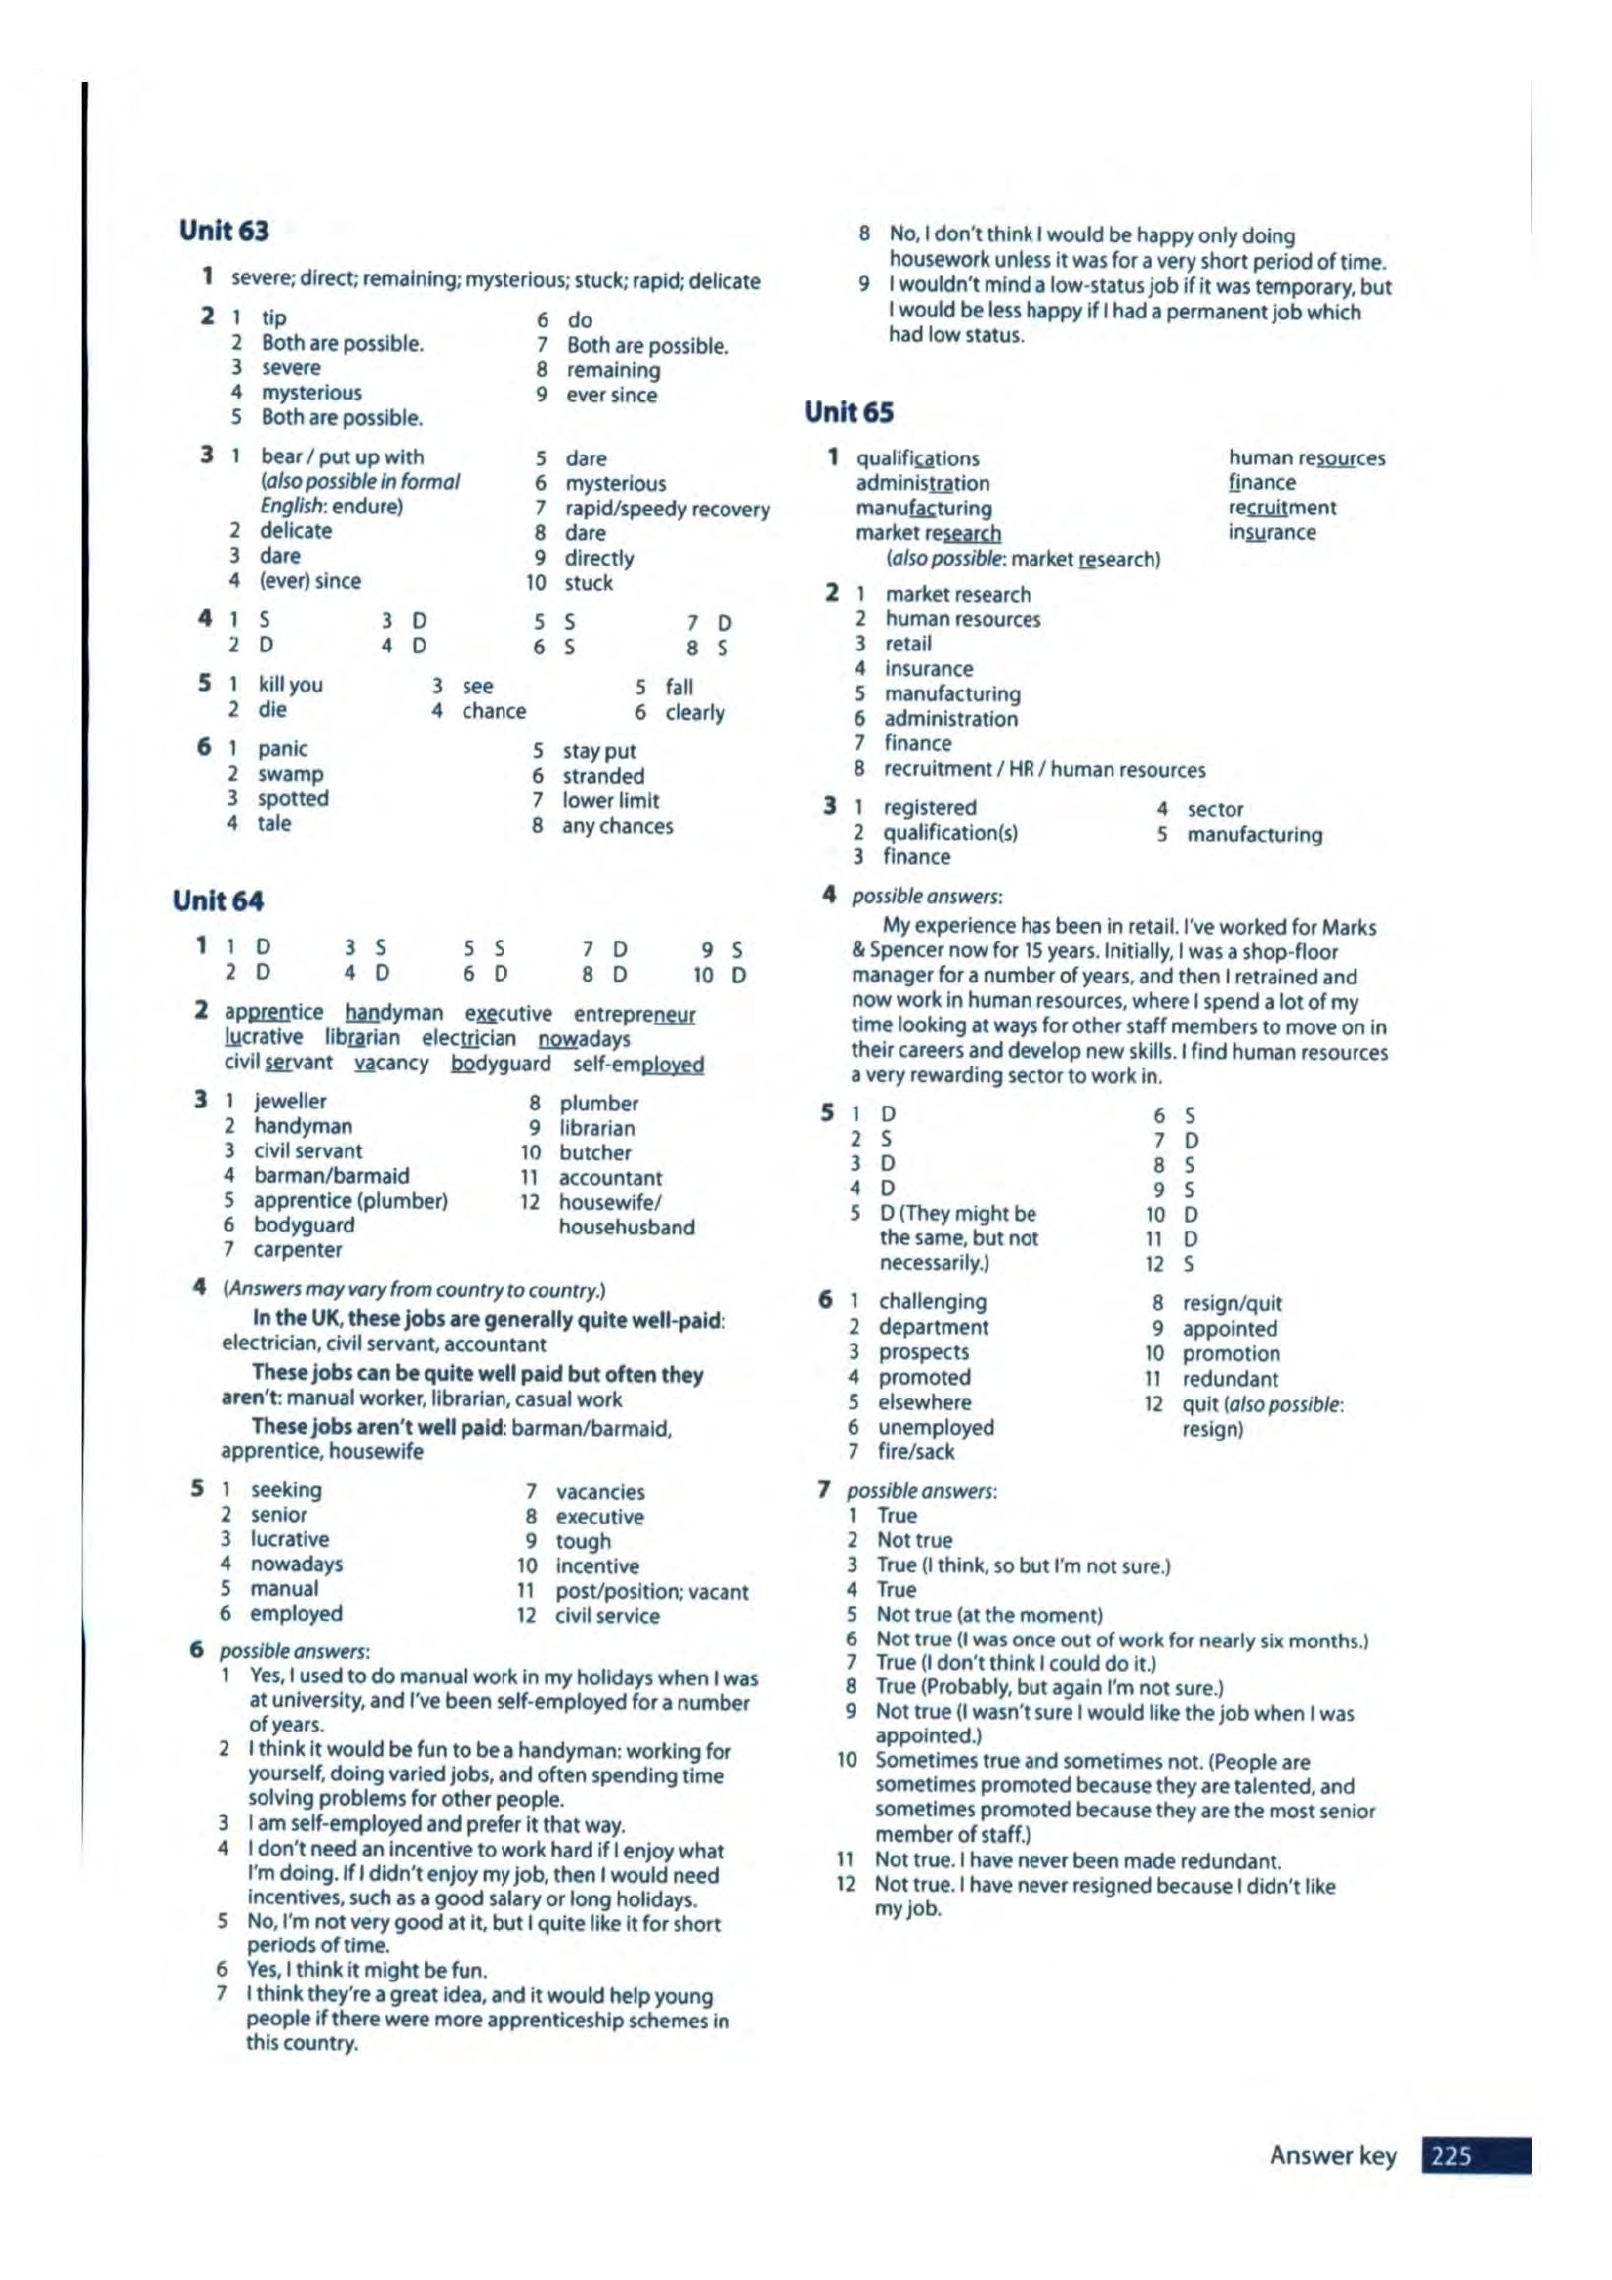 Unit 63
1 severe; direct; remaining; mysterious; stuck; rapid; delicate
2 1 tip 6 do
2 Both are possible. 7 Both are possible.
3 severe 8 remaining
4 mysterious 9 ever since
5 Both are possible.
3 1 bear / put up with 5 dare
(also possible in formal 6 mysterious
English: endure) 7 rapid/speedy recovery
2 delicate 8 dare
3 dare 9 directly
4 (ever) since 10 stuck
4 1 S 3 D 5 S 7 D
2 D 4 D 6 S 8 S
5 1 kill you 3 see 5 fall
2 die 4 chance 6 clearly
6 1 panic 5 stay put
2 swamp 6 stranded
3 spotted 7 lower limit
4 tale 8 any chances
Unit 64
1 1 D 3 S 5 S 7 D 9 S
2 D 4 D 6 D 8 D 10 D
2 apprentice handyman executive entrepreneur
lucrative librarian electrician nowadays
civil servant vacancy bodyguard self-employed
3 1 jeweller 8 plumber
2 handyman 9 librarian
3 civil servant 10 butcher
4 barman/barmaid 11 accountant
5 apprentice (plumber) 12 housewife/
6 bodyguard househusband
7 carpenter
4 (Answers may vary from country to country.)
In the UK, these jobs are generally quite well-paid:
electrician, civil servant, accountant
These jobs can be quite well paid but often they
aren't: manual worker, librarian, casual work
These jobs aren't well paid: barman/barmaid,
apprentice, housewife
5 1 seeking 7 vacancies
2 senior 8 executive
3 lucrative 9 tough
4 nowadays 10 incentive
5 manual 11 post/position; vacant
6 employed 12 civil service
6 possible answers:
1 Yes, I used to do manual work in my holidays when I was
at university, and I've been self-employed for a number
of years.
2 I think it would be fun to be a handyman: working for
yourself, doing varied jobs, and often spending time
solving problems for other people.
3 I am self-employed and prefer it that way.
4 I don't need an incentive to work hard if I enjoy what
I'm doing. If I didn't enjoy my job, then I would need
incentives, such as a good salary or long holidays.
5 No, I'm not very good at it, but I quite like it for short
periods of time.
6 Yes, I think it might be fun.
7 I think they're a great idea, and it would help young
people if there were more apprenticeship schemes in
this country.
8 No, I don't think I would be happy only doing
housework unless it was for a very short period of time.
9 I wouldn't mind a low-status job if it was temporary, but
I would be less happy if I had a permanent job which
had low status.
Unit 65
1 qualifications human resources
administration finance
manufacturing recruitment
market research insurance
(also possible: market research)
2 1 market research
2 human resources
3 retail
4 insurance
5 manufacturing
6 administration
7 finance
8 recruitment / HR / human resources
3 1 registered 4 sector
2 qualification(s) 5 manufacturing
3 finance
4 possible answers:
My experience has been in retail. I've worked for Marks
& Spencer now for 15 years. Initially, I was a shop-floor
manager for a number of years, and then I retrained and
now work in human resources, where I spend a lot of my
time looking at ways for other staff members to move on in
their careers and develop new skills. I find human resources
a very rewarding sector to work in.
5 1 D 6 S
2 S 7 D
3 D 8 S
4 D 9 S
5 D (They might be 10 D
the same, but not 11 D
necessarily.) 12 S
6 1 challenging 8 resign/quit
2 department 9 appointed
3 prospects 10 promotion
4 promoted 11 redundant
5 elsewhere 12 quit (also possible:
6 unemployed resign)
7 fire/sack
7 possible answers:
1 True
2 Not true
3 True (I think, so but I'm not sure.)
4 True
5 Not true (at the moment)
6 Not true (I was once out of work for nearly six months.)
7 True (I don't think I could do it.)
8 True (Probably, but again I'm not sure.)
9 Not true (I wasn't sure I would like the job when I was
appointed.)
10 Sometimes true and sometimes not. (People are
sometimes promoted because they are talented, and
sometimes promoted because they are the most senior
member of staff.)
11 Not true. I have never been made redundant.
12 Not true. I have never resigned because I didn't like
my job.
Answer key 225